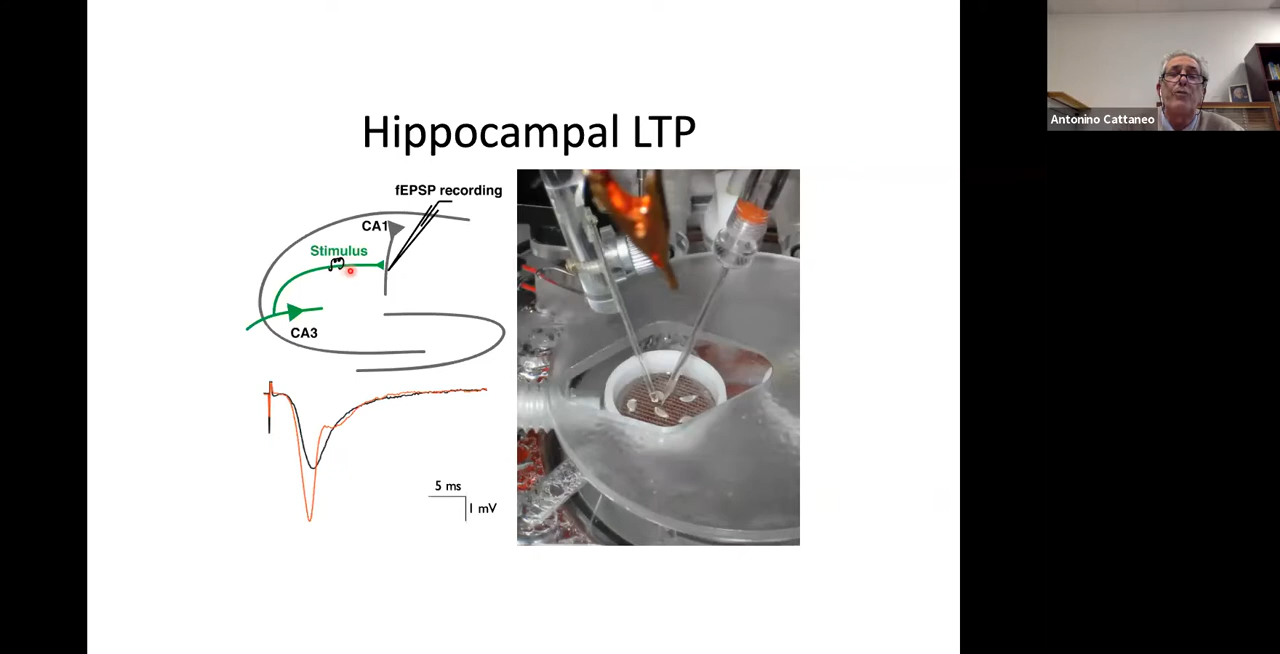 Hippocampal LTP
fEPSP recording
CA1
Stimulus
CA3
5 ms
1 mV
Antonino Cattaneo